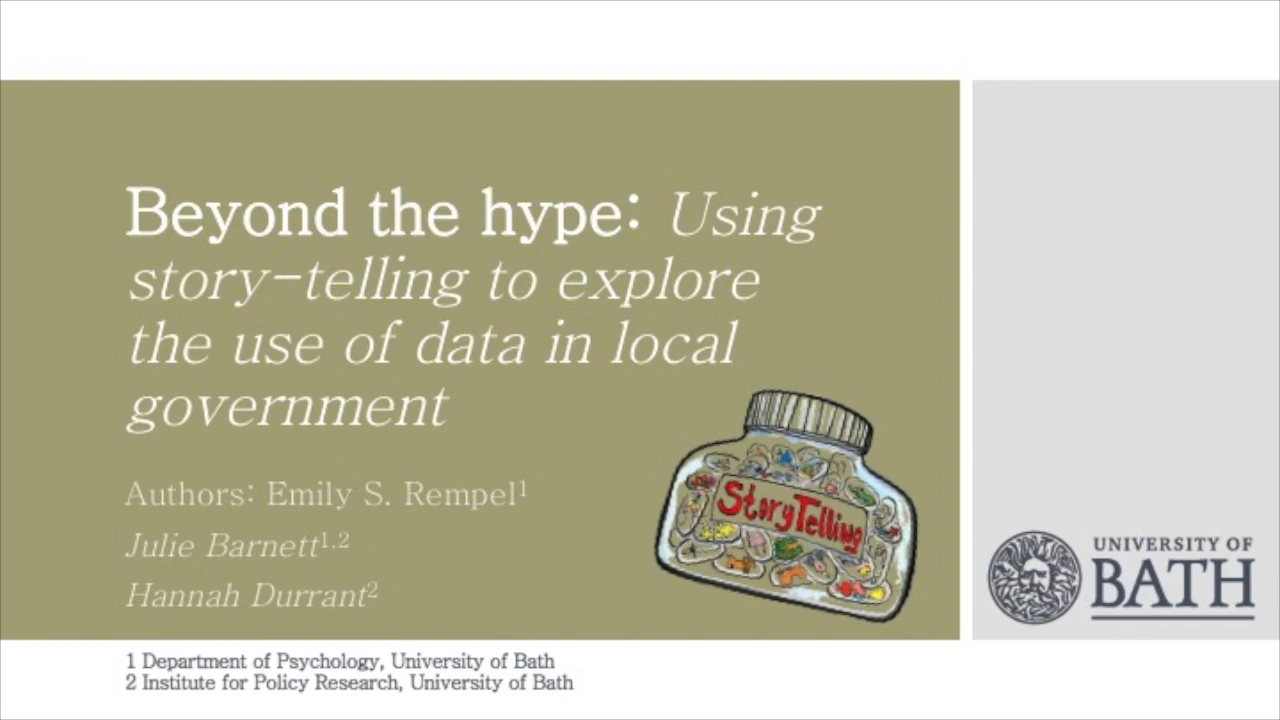 Beyond the hype: Using
story-telling to explore
the use of data in local
government
Authors: Emily S. Rempel1
Julie Barnett1,2
Hannah Durrant2
StoryTelling
UNIVERSITY OF
BATH
1 Department of Psychology, University of Bath
2 Institute for Policy Research, University of Bath